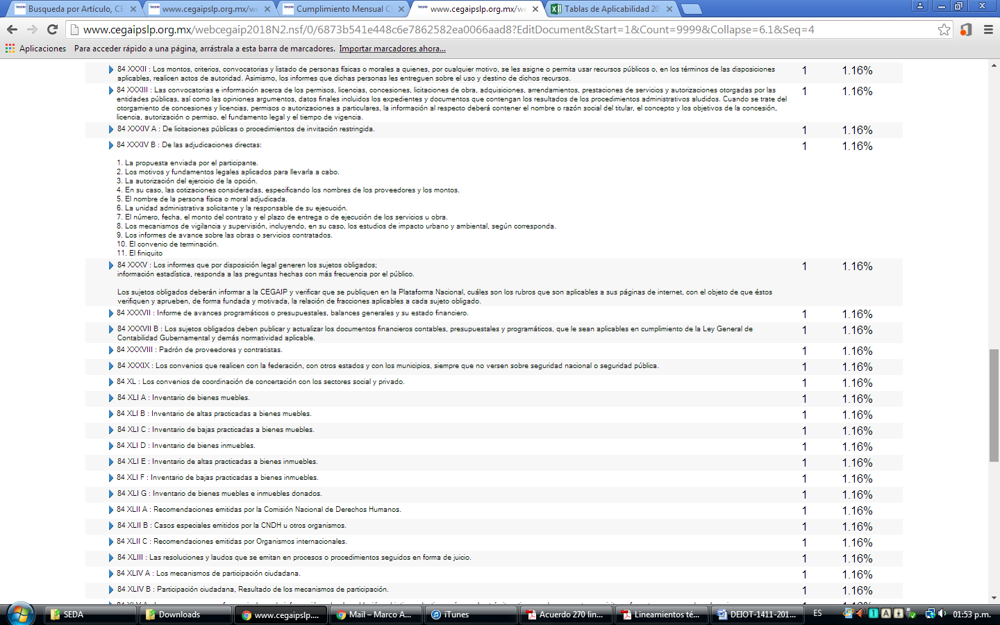 Busqueda por Artículo, CE
www.cegaipslp.org.mx/we
Cumplimiento Mensual C
www.cegaipslp.org.mx/we
Tablas de Aplicabilidad 20
www.cegaipslp.org.mx/webcegaip2018N2.nsf/0/6873b541e448c6e7862582ea0066aad8?EditDocument&Start=1&Count=9999&Collapse=6.1&Seq=4
Aplicaciones Para acceder rápido a una página, arrástrala a esta barra de marcadores. Importar marcadores ahora...
84 XXXII : Los montos, criterios, convocatorias y listado de personas físicas o morales a quienes, por cualquier motivo, se les asigne o permita usar recursos públicos o, en los términos de las disposiciones 1 1.16%
aplicables, realicen actos de autoridad. Asimismo, los informes que dichas personas les entreguen sobre el uso y destino de dichos recursos.
84 XXXIII : Las convocatorias e información acerca de los permisos, licencias, concesiones, licitaciones de obra, adquisiciones, arrendamientos, prestaciones de servicios y autorizaciones otorgadas por las 1 1.16%
entidades públicas, así como las opiniones argumentos, datos finales incluidos los expedientes y documentos que contengan los resultados de los procedimientos administrativos aludidos. Cuando se trate del
otorgamiento de concesiones y licencias, permisos o autorizaciones a particulares, la información al respecto deberá contener el nombre o razón social del titular, el concepto y los objetivos de la concesión,
licencia, autorización o permiso, el fundamento legal y el tiempo de vigencia.
84 XXXIV A : De licitaciones públicas o procedimientos de invitación restringida. 1 1.16%
84 XXXIV B : De las adjudicaciones directas: 1 1.16%
1. La propuesta enviada por el participante.
2. Los motivos y fundamentos legales aplicados para llevarla a cabo.
3. La autorización del ejercicio de la opción.
4. En su caso, las cotizaciones consideradas, especificando los nombres de los proveedores y los montos.
5. El nombre de la persona física o moral adjudicada.
6. La unidad administrativa solicitante y la responsable de su ejecución.
7. El número, fecha, el monto del contrato y el plazo de entrega o de ejecución de los servicios u obra.
8. Los mecanismos de vigilancia y supervisión, incluyendo, en su caso, los estudios de impacto urbano y ambiental, según corresponda.
9. Los informes de avance sobre las obras o servicios contratados.
10. El convenio de terminación.
11. El finiquito
84 XXXV : Los informes que por disposición legal generen los sujetos obligados; 1 1.16%
información estadística, responda a las preguntas hechas con más frecuencia por el público.
Los sujetos obligados deberán informar a la CEGAIP y verificar que se publiquen en la Plataforma Nacional, cuáles son los rubros que son aplicables a sus páginas de internet, con el objeto de que éstos
verifiquen y aprueben, de forma fundada y motivada, la relación de fracciones aplicables a cada sujeto obligado.
84 XXXVII : Informe de avances programáticos o presupuestales, balances generales y su estado financiero. 1 1.16%
84 XXXVII B : Los sujetos obligados deben publicar y actualizar los documentos financieros contables, presupuestales y programáticos, que le sean aplicables en cumplimiento de la Ley General de 1 1.16%
Contabilidad Gubernamental y demás normatividad aplicable.
84 XXXVIII : Padrón de proveedores y contratistas. 1 1.16%
84 XXXIX : Los convenios que realicen con la federación, con otros estados y con los municipios, siempre que no versen sobre seguridad nacional o seguridad pública. 1 1.16%
84 XL : Los convenios de coordinación de concertación con los sectores social y privado. 1 1.16%
84 XLI A : Inventario de bienes muebles. 1 1.16%
84 XLI B : Inventario de altas practicadas a bienes muebles. 1 1.16%
84 XLI C : Inventario de bajas practicadas a bienes muebles. 1 1.16%
84 XLI D : Inventario de bienes inmuebles. 1 1.16%
84 XLI E : Inventario de altas practicadas a bienes inmuebles. 1 1.16%
84 XLI F : Inventario de bajas practicadas a bienes inmuebles. 1 1.16%
84 XLI G : Inventario de bienes muebles e inmuebles donados. 1 1.16%
84 XLII A : Recomendaciones emitidas por la Comisión Nacional de Derechos Humanos. 1 1.16%
84 XLII B : Casos especiales emitidos por la CNDH u otros organismos. 1 1.16%
84 XLII C : Recomendaciones emitidas por Organismos internacionales. 1 1.16%
84 XLIII : Las resoluciones y laudos que se emitan en procesos o procedimientos seguidos en forma de juicio. 1 1.16%
84 XLIV A : Los mecanismos de participación ciudadana. 1 1.16%
84 XLIV B : Participación ciudadana, Resultado de los mecanismos de participación. 1 1.16%
SEDA
Downloads
www.cegaipslp....
Mail – Marco A...
iTunes
Acuerdo 270 lin...
Lineamientos té...
DEIOT-1411-201...
ES
01:53 p.m.